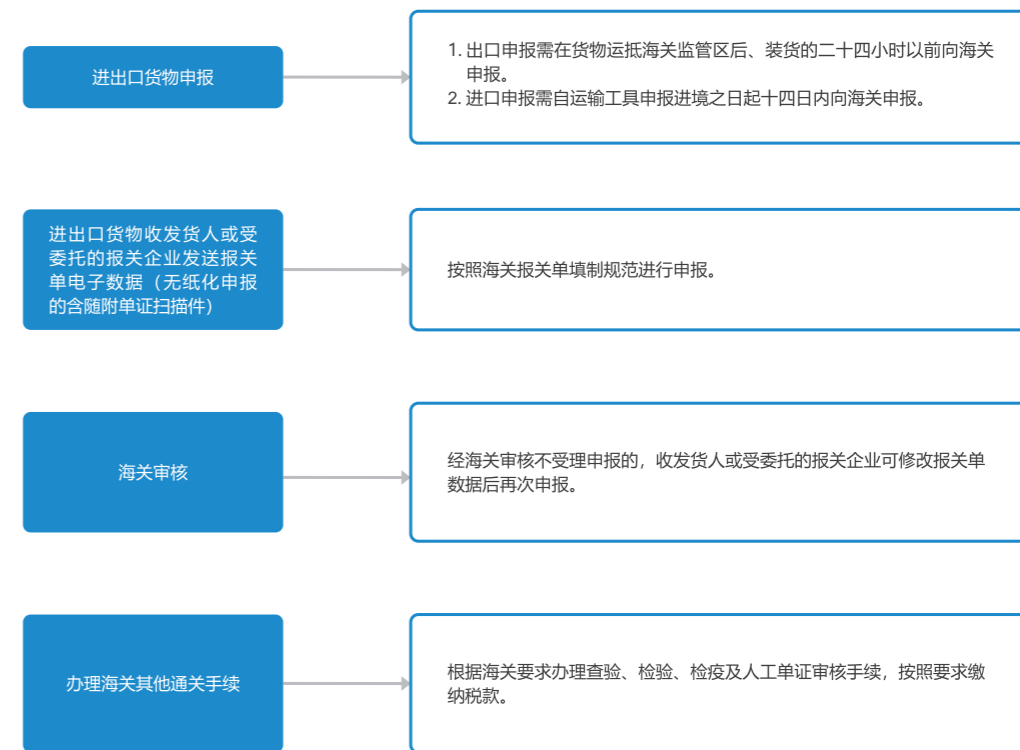 进出口货物申报
1. 出口申报需在货物运抵海关监管区后、装货的二十四小时以前向海关
申报。
2. 进口申报需自运输工具申报进境之日起十四日内向海关申报。
进出口货物收发货人或受
委托的报关企业发送报关
单电子数据（无纸化申报
的含随附单证扫描件）
按照海关报关单填制规范进行申报。
海关审核
经海关审核不受理申报的，收发货人或受委托的报关企业可修改报关单
数据后再次申报。
办理海关其他通关手续
根据海关要求办理查验、检验、检疫及人工单证审核手续，按照要求缴
纳税款。